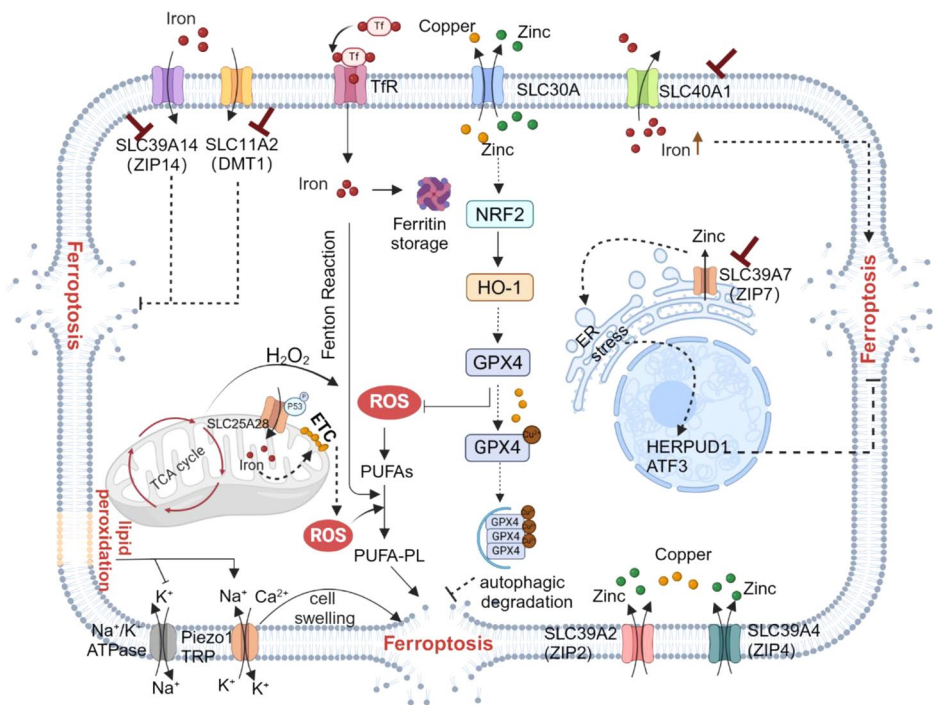 Iron
Tf
Tf
TfR
Copper
Zinc
SLC30A
Zinc
SLC40A1
Iron
SLC39A14
(ZIP14)
SLC11A2
(DMT1)
Iron
Ferritin
storage
NRF2
HO-1
GPX4
GPX4
Cu²⁺
GPX4
GPX4
GPX4
autophagic
degradation
Fenton Reaction
Ferroptosis
Zinc
SLC39A7
(ZIP7)
ER
stress
HERPUD1
ATF3
Ferroptosis
H₂O₂
P53
P
SLC25A28
Iron
ETC
TCA cycle
ROS
ROS
PUFAs
PUFA-PL
lipid
peroxidation
K⁺
Na⁺
Ca²⁺
cell
swelling
Na⁺/K⁺
ATPase
Piezo1
TRP
Na⁺
K⁺
K⁺
Ferroptosis
Copper
Zinc
Zinc
SLC39A2
(ZIP2)
SLC39A4
(ZIP4)